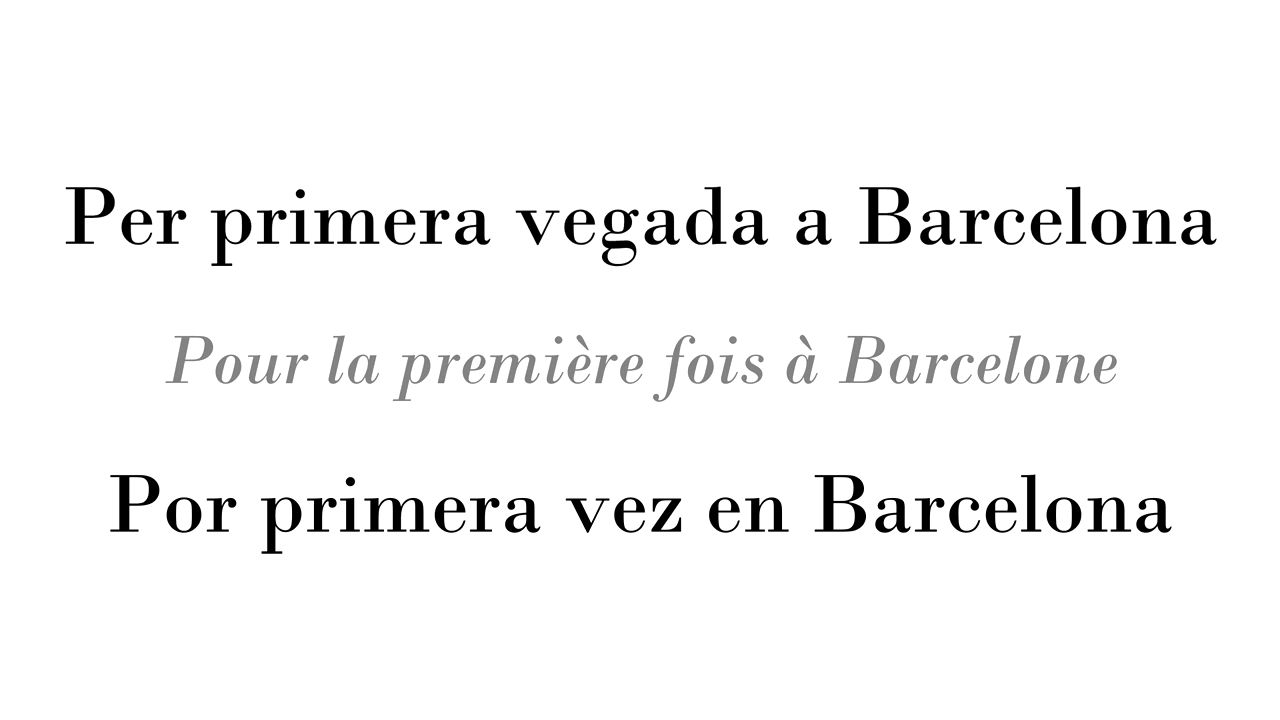 Per primera vegada a Barcelona
Pour la première fois à Barcelone
Por primera vez en Barcelona